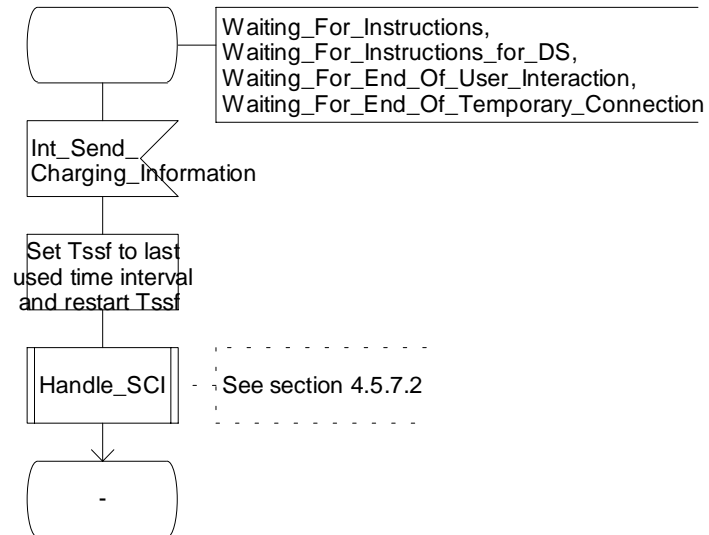 Waiting_For_Instructions,
Waiting_For_Instructions_for_DS,
Waiting_For_End_Of_User_Interaction,
Waiting_For_End_Of_Temporary_Connection
Int_Send_
Charging_Information
Set Tssf to last
used time interval
and restart Tssf
Handle_SCI
See section 4.5.7.2
-